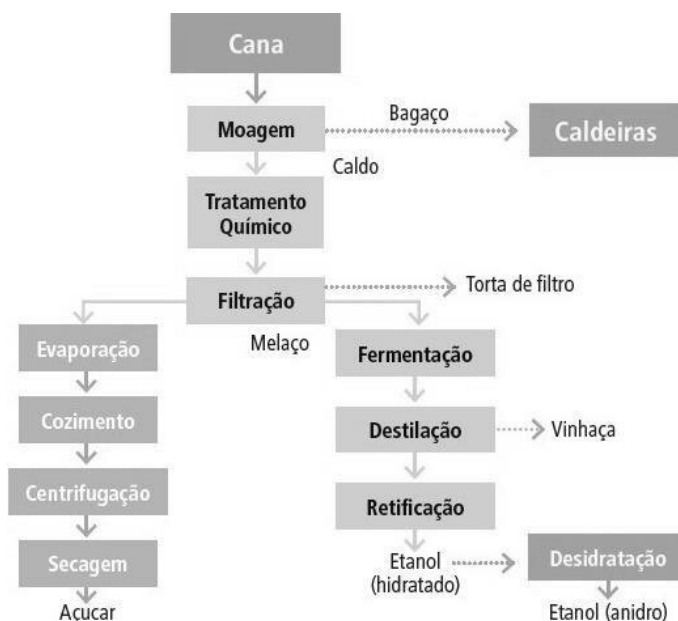 Cana
Moagem
Bagaço
Caldeiras
Caldo
Tratamento
Químico
Filtração
Torta de filtro
Melaço
Evaporação
Cozimento
Centrifugação
Secagem
Açucar
Fermentação
Destilação
Vinhaça
Retificação
Etanol
(hidratado)
Desidratação
Etanol (anidro)